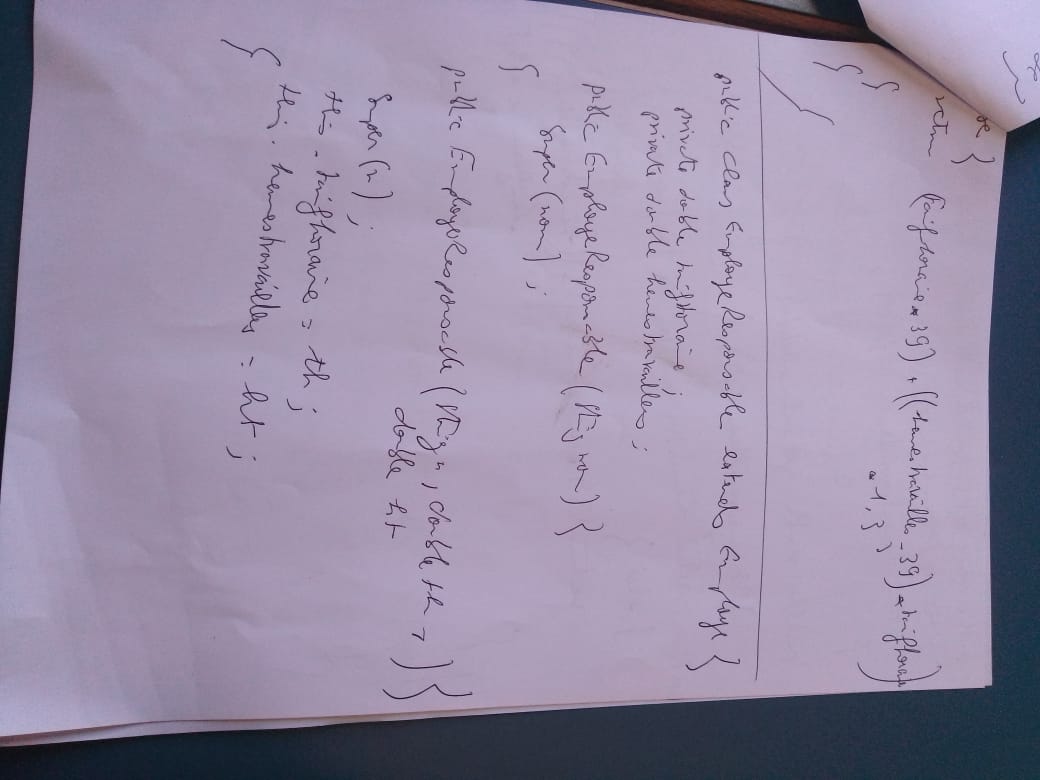 se {
return (tarifhoraire * 39) + ((heurestravailles - 39) * tarifhoraire
* 1,3)
}
}
public class EmployeResponsable extends Employe {
private double tarifHoraire ;
private double heurestravailles ;
public EmployeResponsable (String nom) {
Super (nom) ;
}
public EmployeResponsable (String n, double th,
double ht ) {
Super (n) ;
this . tarifhoraire = th ;
this . heurestravailles = ht ;
}